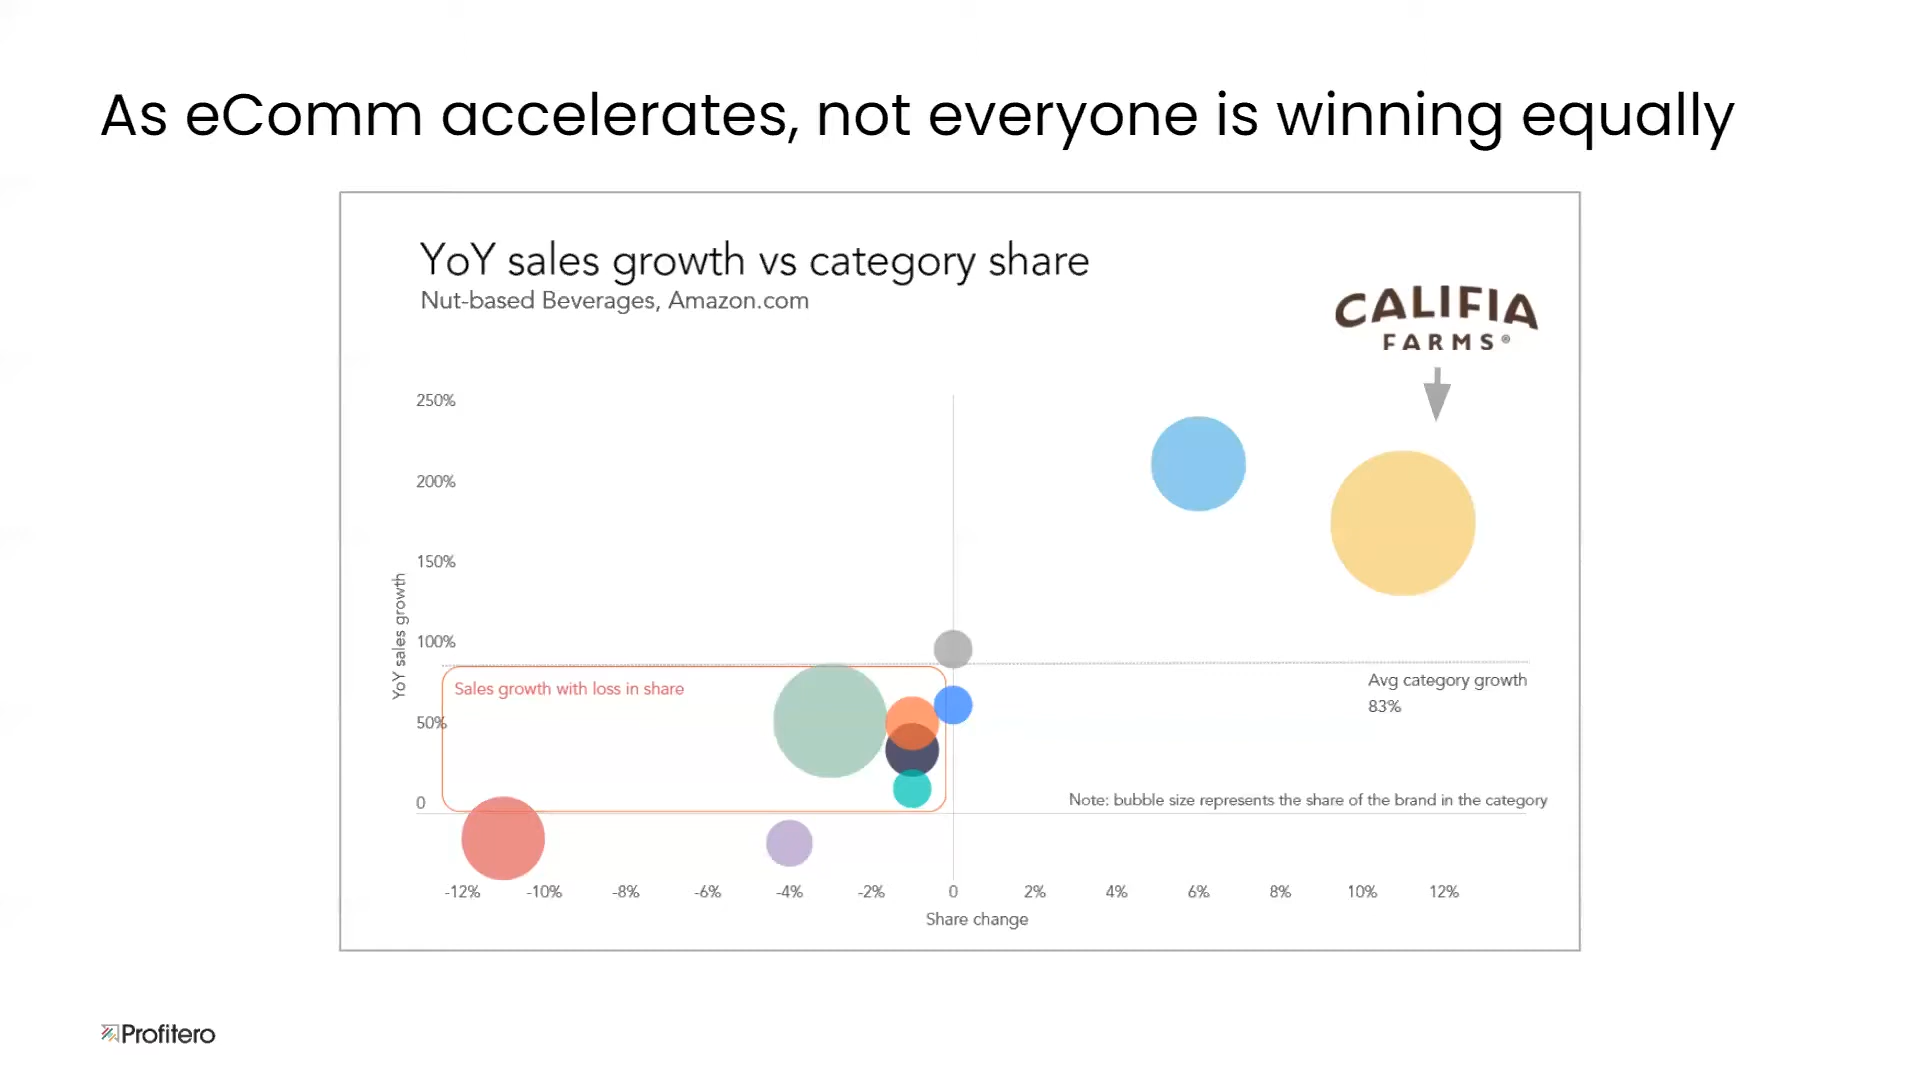 As eComm accelerates, not everyone is winning equally
YoY sales growth vs category share
Nut-based Beverages, Amazon.com
CALIFIA
FARMS®
250%
200%
150%
100%
50%
0
YoY sales growth
Sales growth with loss in share
Avg category growth
83%
Note: bubble size represents the share of the brand in the category
-12% -10% -8% -6% -4% -2% 0 2% 4% 6% 8% 10% 12%
Share change
Profitero